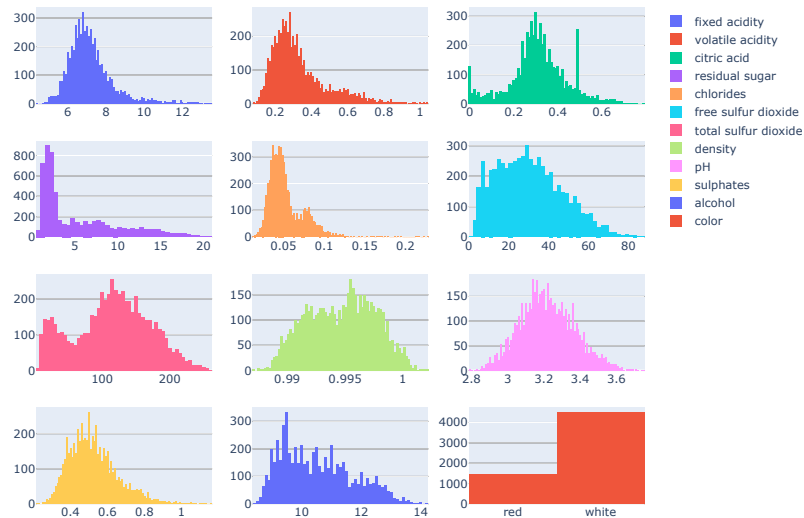 300
200
100
0
6 8 10 12
200
100
0
0.2 0.4 0.6 0.8 1
300
200
100
0
0 0.2 0.4 0.6
fixed acidity
volatile acidity
citric acid
residual sugar
chlorides
free sulfur dioxide
total sulfur dioxide
density
pH
sulphates
alcohol
color
800
600
400
200
0
5 10 15 20
300
200
100
0
0.05 0.1 0.15 0.2
300
200
100
0
0 20 40 60 80
200
100
0
100 200
150
100
50
0
0.99 0.995 1
150
100
50
0
2.8 3 3.2 3.4 3.6
200
100
0
0.4 0.6 0.8 1
300
200
100
0
10 12 14
4000
3000
2000
1000
0
red white